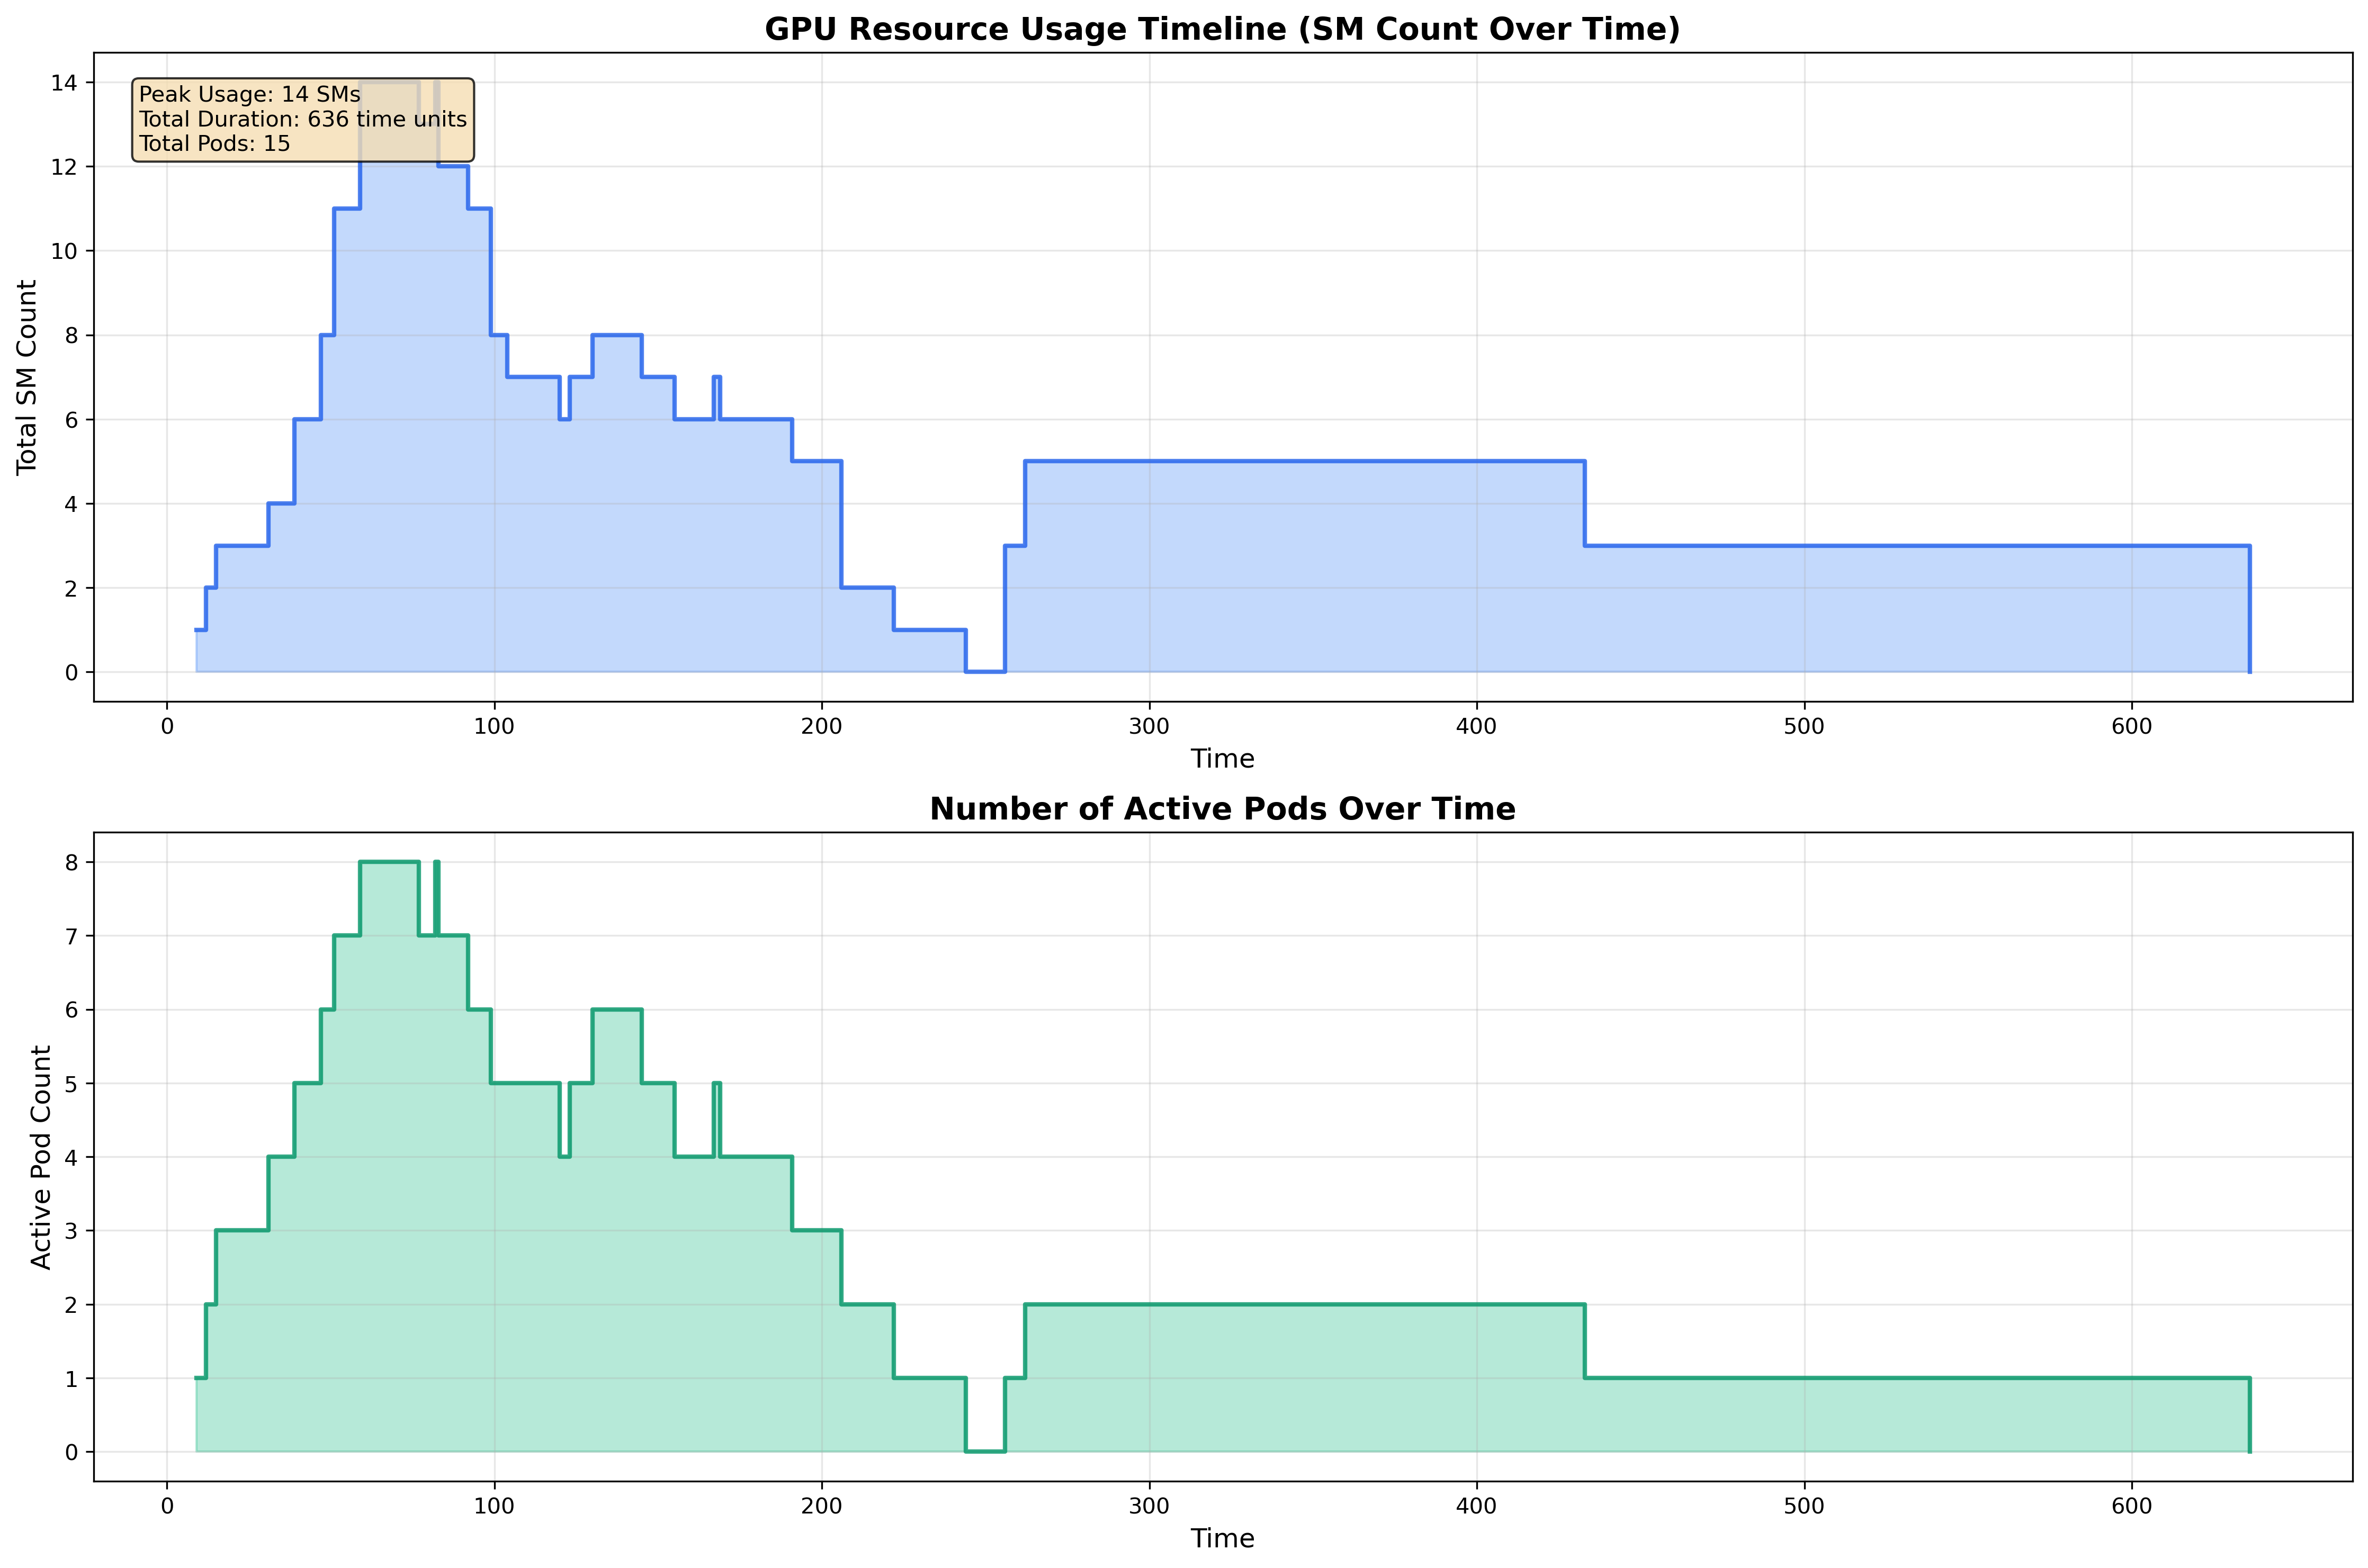 GPU Resource Usage Timeline (SM Count Over Time)
Peak Usage: 14 SMs
Total Duration: 636 time units
Total Pods: 15
Total SM Count
14
12
10
8
6
4
2
0
0 100 200 300 400 500 600
Time
Number of Active Pods Over Time
Active Pod Count
8
7
6
5
4
3
2
1
0
0 100 200 300 400 500 600
Time